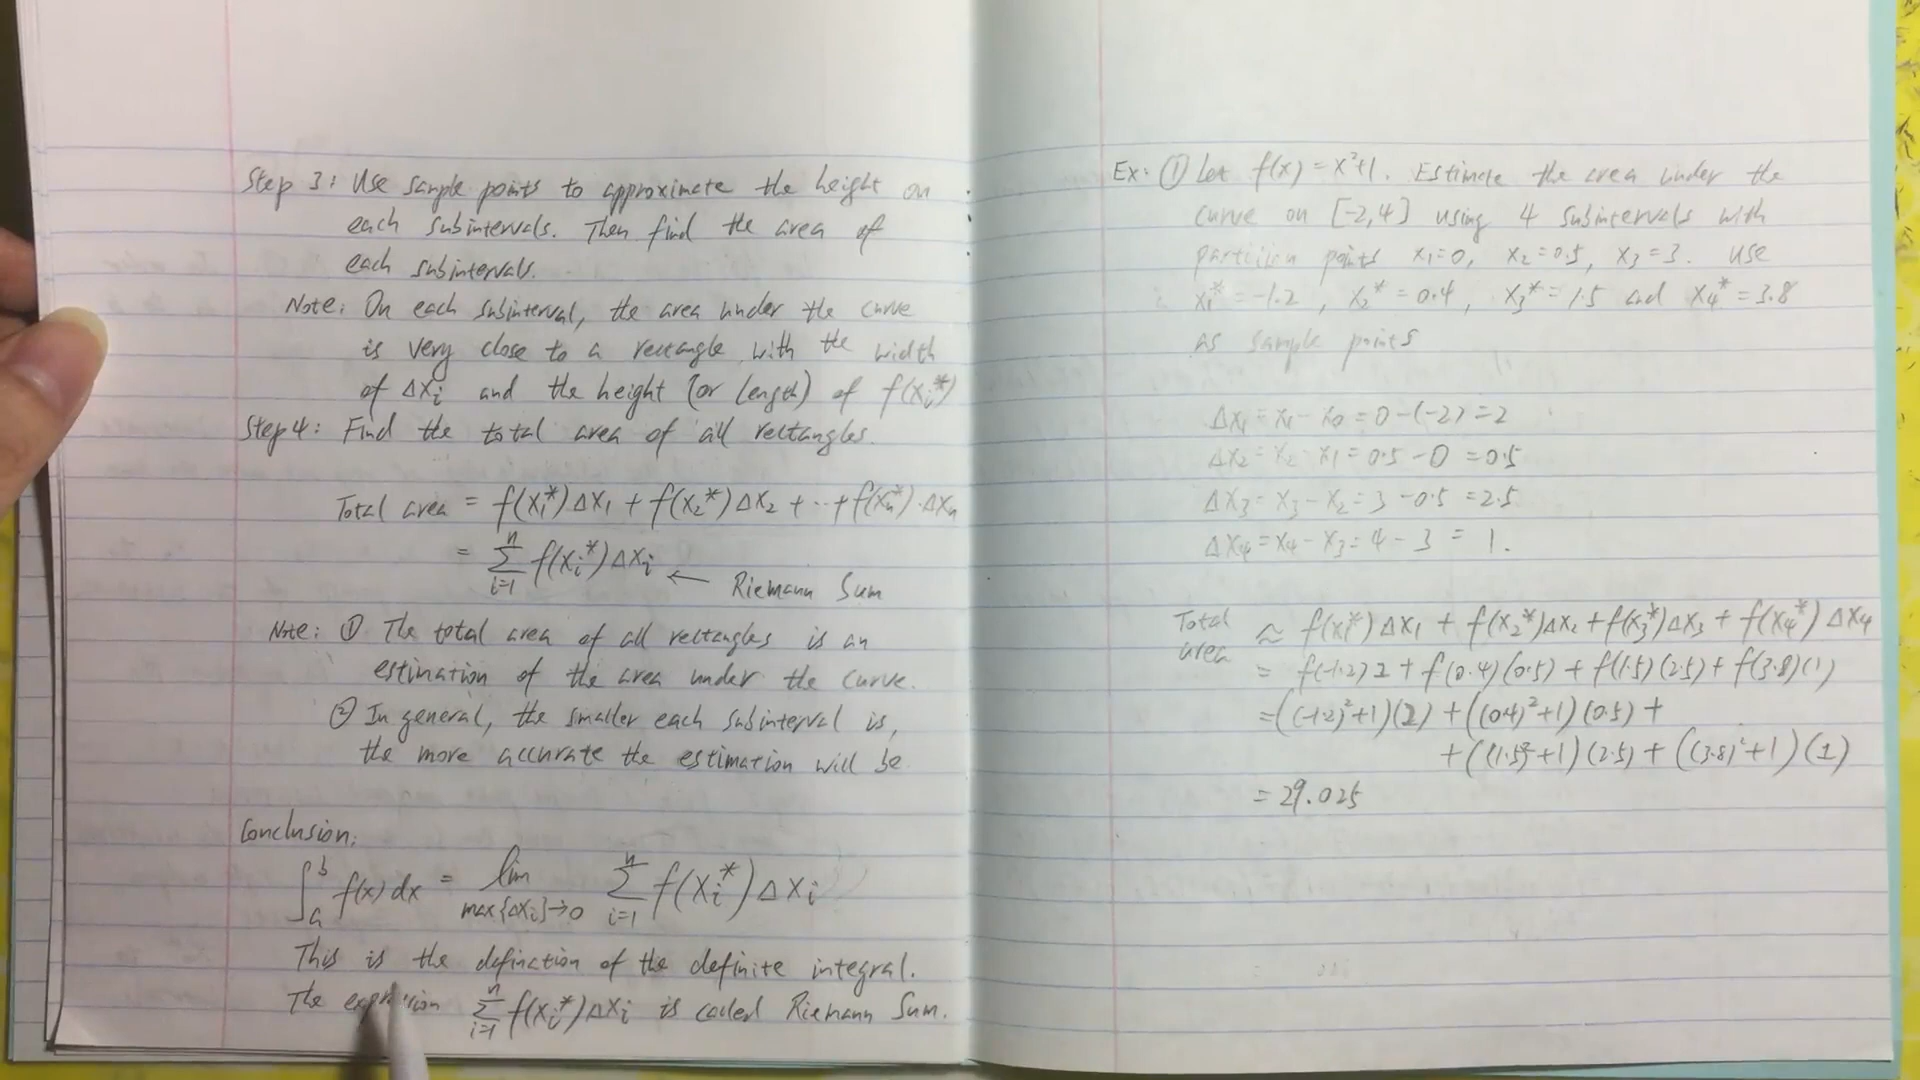 Step 3: Use sample points to approximate the height on
each subintervals. Then find the area of
each subintervals.
Note: On each subinterval, the area under the curve
is very close to a rectangle with the width
of Δxᵢ and the height (or length) of f(xᵢ*)
Step 4: Find the total area of all rectangles.
Total area = f(x₁*)Δx₁ + f(x₂*)Δx₂ + ... + f(xₙ*)·Δxₙ
= Σⁿᵢ₌₁ f(xᵢ*)Δxᵢ ← Riemann Sum
Note: ① The total area of all rectangles is an
estimation of the area under the curve.
② In general, the smaller each subinterval is,
the more accurate the estimation will be
Conclusion:
∫ₐᵇ f(x)dx = lim max{Δxᵢ}→0 Σⁿᵢ₌₁ f(xᵢ*)Δxᵢ
This is the definction of the definite integral.
The expression Σⁿᵢ₌₁ f(xᵢ*)Δxᵢ is called Riemann Sum.
Ex: ① Let f(x) = x²+1. Estimate the area under the
curve on [-2,4] using 4 subintervals with
partition points x₁=0, x₂=0.5, x₃=3. Use
x₁*=-1.2, x₂*=0.4, x₃*=1.5 and x₄*=3.8
as sample points
Δx₁=x₁-x₀=0-(-2)=2
Δx₂=x₂-x₁=0.5-0=0.5
Δx₃=x₃-x₂=3-0.5=2.5
Δx₄=x₄-x₃=4-3=1.
Total area ≈ f(x₁*)Δx₁ + f(x₂*)Δx₂ + f(x₃*)Δx₃ + f(x₄*)Δx₄
= f(-1.2)2 + f(0.4)(0.5) + f(1.5)(2.5) + f(3.8)(1)
=((-1.2)²+1)(2) + ((0.4)²+1)(0.5) +
+((1.5)²+1)(2.5) + ((3.8)²+1)(1)
= 29.025